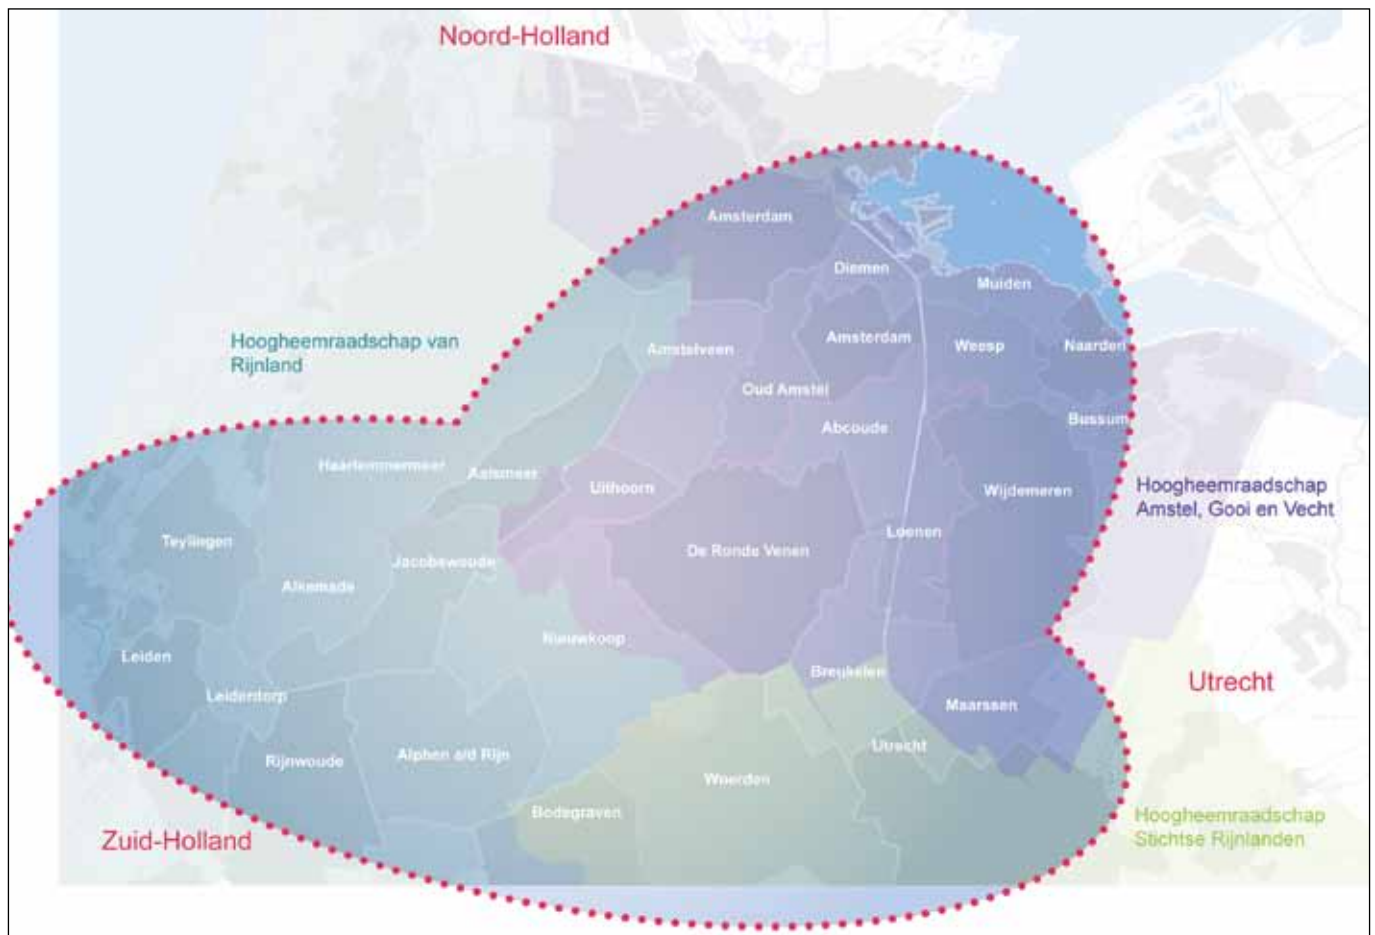 Noord-Holland
Amsterdam
Diemen
Muiden
Hoogheemraadschap van
Rijnland
Amstelveen
Amsterdam
Weesp
Naarden
Oud Amstel
Abcoude
Bussum
Haarlemmermeer
Aalsmeer
Uithoorn
Wijdemeren
Hoogheemraadschap
Amstel, Gooi en Vecht
Teylingen
Jacobswoude
De Ronde Venen
Loenen
Alkemade
Nieuwkoop
Leiden
Breukelen
Utrecht
Leiderdorp
Maarssen
Rijnwoude
Alphen a/d Rijn
Utrecht
Woerden
Bodegraven
Hoogheemraadschap
Stichtse Rijnlanden
Zuid-Holland